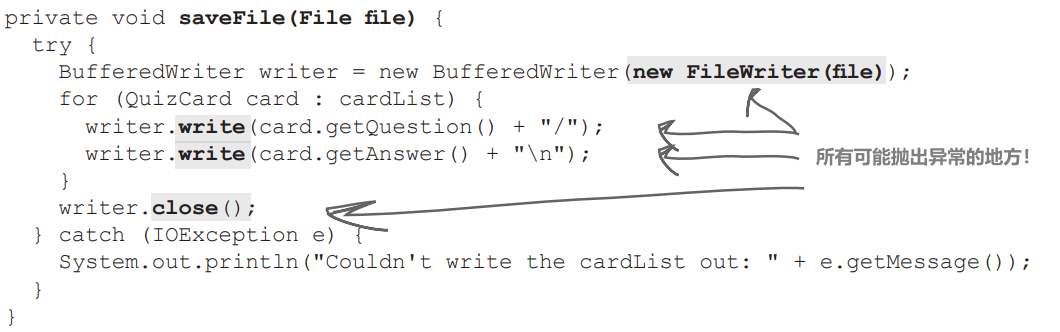 private void saveFile(File file) {
  try {
    BufferedWriter writer = new BufferedWriter(new FileWriter(file));
    for (QuizCard card : cardList) {
      writer.write(card.getQuestion() + "/");
      writer.write(card.getAnswer() + "\n");
所有可能抛出异常的地方!
    }
    writer.close();
  } catch (IOException e) {
    System.out.println("Couldn't write the cardList out: " + e.getMessage());
  }
}